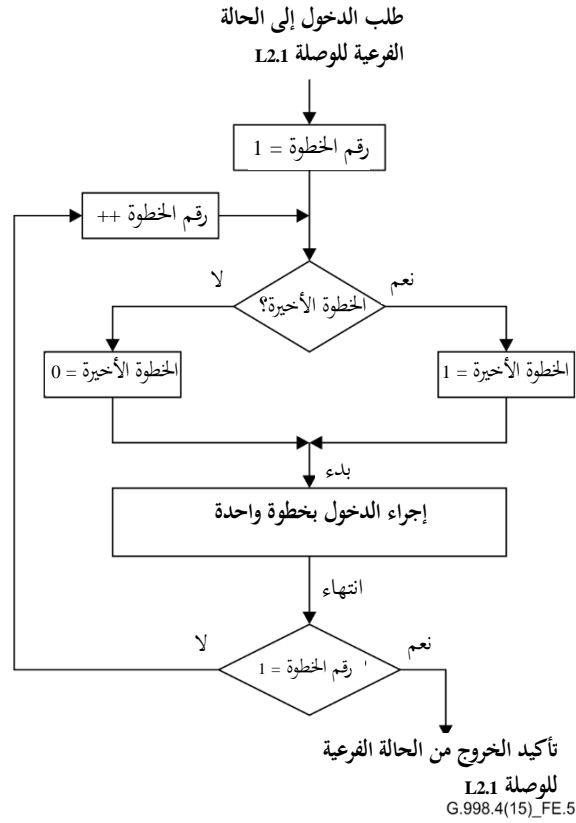 طلب الدخول إلى الحالة
الفرعية للوصلة L2.1
رقم الخطوة = 1
رقم الخطوة ++
لا
نعم
الخطوة الأخيرة؟
الخطوة الأخيرة = 0
الخطوة الأخيرة = 1
بدء
إجراء الدخول بخطوة واحدة
انتهاء
لا
نعم
رقم الخطوة = 1
تأكيد الخروج من الحالة الفرعية
للوصلة L2.1
G.998.4(15)_FE.5